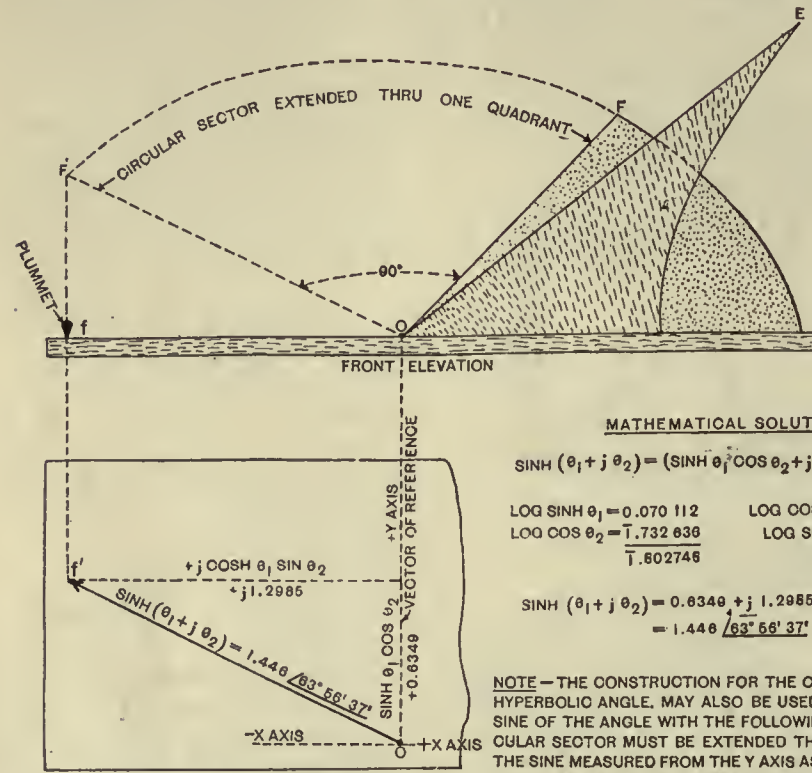 E
F
CIRCULAR SECTOR EXTENDED THRU ONE QUADRANT
F
PLUMMET
90°
f
O
FRONT ELEVATION
MATHEMATICAL SOLUT
SINH (θ₁ + j θ₂) = (SINH θ₁ COS θ₂ + j
LOG SINH θ₁ = 0.070 112 LOG COS
LOG COS θ₂ = 1̅.732 636 LOG S
1̅.802748
SINH (θ₁ + j θ₂) = 0.6349 + j 1.2985
= 1.446 /63° 56' 37"
+Y AXIS
VECTOR OF REFERENCE
f'
+j COSH θ₁ SIN θ₂
+j1.2985
SINH (θ₁ + j θ₂) = 1.446 /63° 56' 37"
SINH θ₁ COS θ₂
+0.6349
-X AXIS
+X AXIS
O
NOTE — THE CONSTRUCTION FOR THE C
HYPERBOLIC ANGLE, MAY ALSO BE USED
SINE OF THE ANGLE WITH THE FOLLOWI
CULAR SECTOR MUST BE EXTENDED TH
THE SINE MEASURED FROM THE Y AXIS A